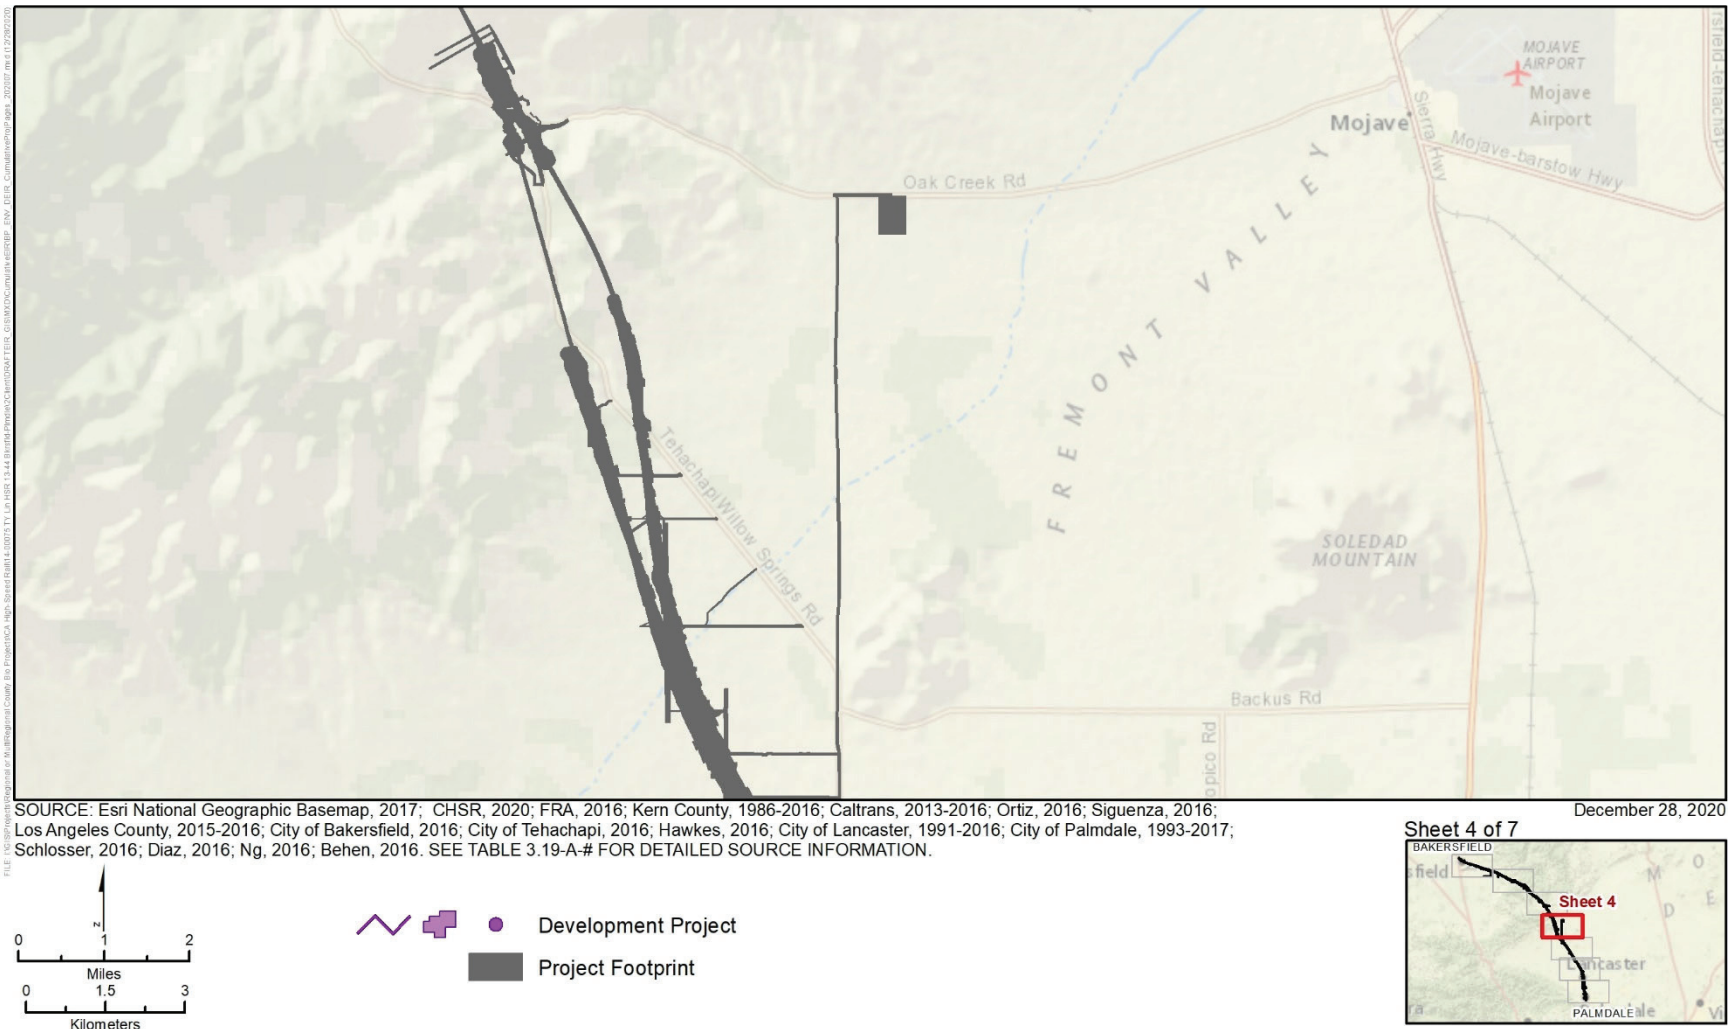 MOJAVE
AIRPORT
Mojave
Airport
Mojave
Sierra Hwy
Mojave-barstow Hwy
Oak Creek Rd
FREMONT VALLEY
Tehachapi Willow Springs Rd
SOLEDAD
MOUNTAIN
Backus Rd
opico Rd
SOURCE: Esri National Geographic Basemap, 2017; CHSR, 2020; FRA, 2016; Kern County, 1986-2016; Caltrans, 2013-2016; Ortiz, 2016; Siguenza, 2016;
Los Angeles County, 2015-2016; City of Bakersfield, 2016; City of Tehachapi, 2016; Hawkes, 2016; City of Lancaster, 1991-2016; City of Palmdale, 1993-2017;
Schlosser, 2016; Diaz, 2016; Ng, 2016; Behen, 2016. SEE TABLE 3.19-A-# FOR DETAILED SOURCE INFORMATION.
December 28, 2020
Sheet 4 of 7
BAKERSFIELD
sfield
M O
D E
Sheet 4
Lancaster
PALMDALE
z
0 1 2
Miles
0 1.5 3
Kilometers
Development Project
Project Footprint